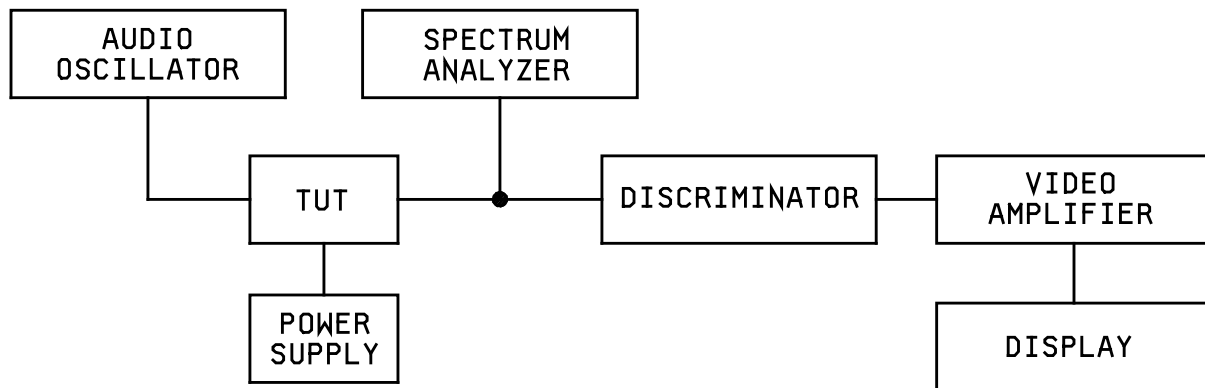 AUDIO
OSCILLATOR
SPECTRUM
ANALYZER
TUT
DISCRIMINATOR
VIDEO
AMPLIFIER
POWER
SUPPLY
DISPLAY